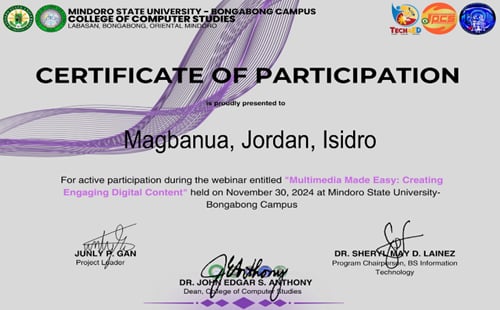 MINDORO STATE UNIVERSITY – BONGABONG CAMPUS
COLLEGE OF COMPUTER STUDIES
LABASAN, BONGABONG, ORIENTAL MINDORO
TECH4ED
JPCS
CERTIFICATE OF PARTICIPATION
is proudly presented to
Magbanua, Jordan, Isidro
For active participation during the webinar entitled "Multimedia Made Easy: Creating
Engaging Digital Content" held on November 30, 2024 at Mindoro State University-
Bongabong Campus
JUNLY P. GAN
Project Leader
DR. SHERYL MAY D. LAINEZ
Program Chairperson, BS Information
Technology
DR. JOHN EDGAR S. ANTHONY
Dean, College of Computer Studies